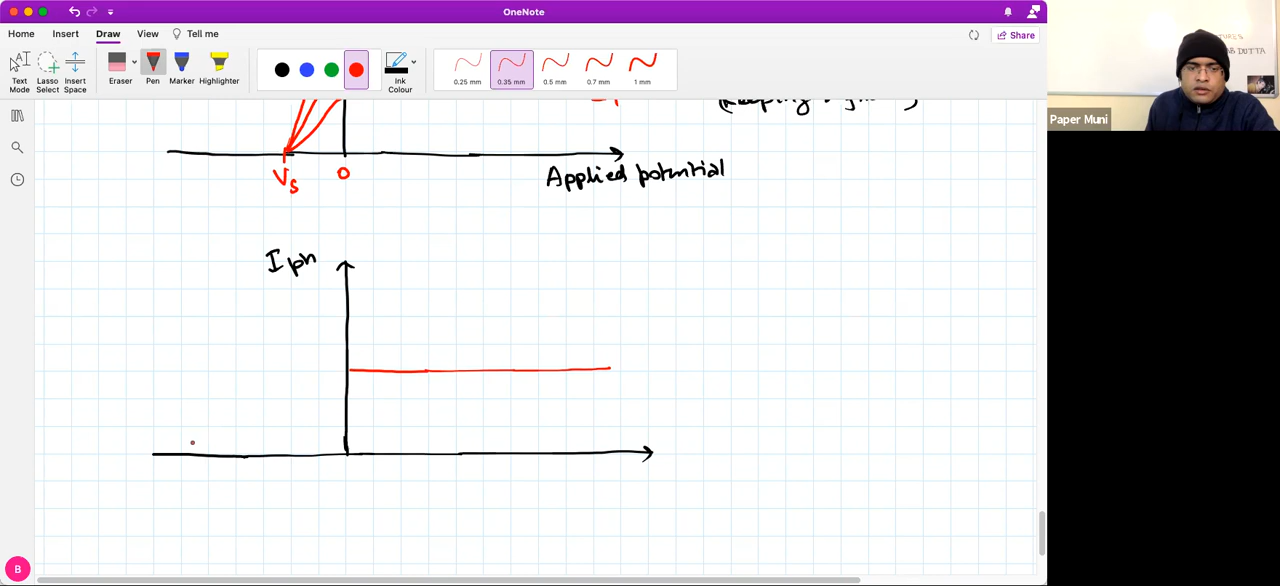 OneNote
Home Insert Draw View Tell me
Share
Text Mode
Lasso Select
Insert Space
Eraser
Pen
Marker
Highlighter
Ink Colour
0.25 mm 0.35 mm 0.5 mm 0.7 mm 1 mm
DUTTA
Paper Muni
Vs 0
Applied potential
Iph
B